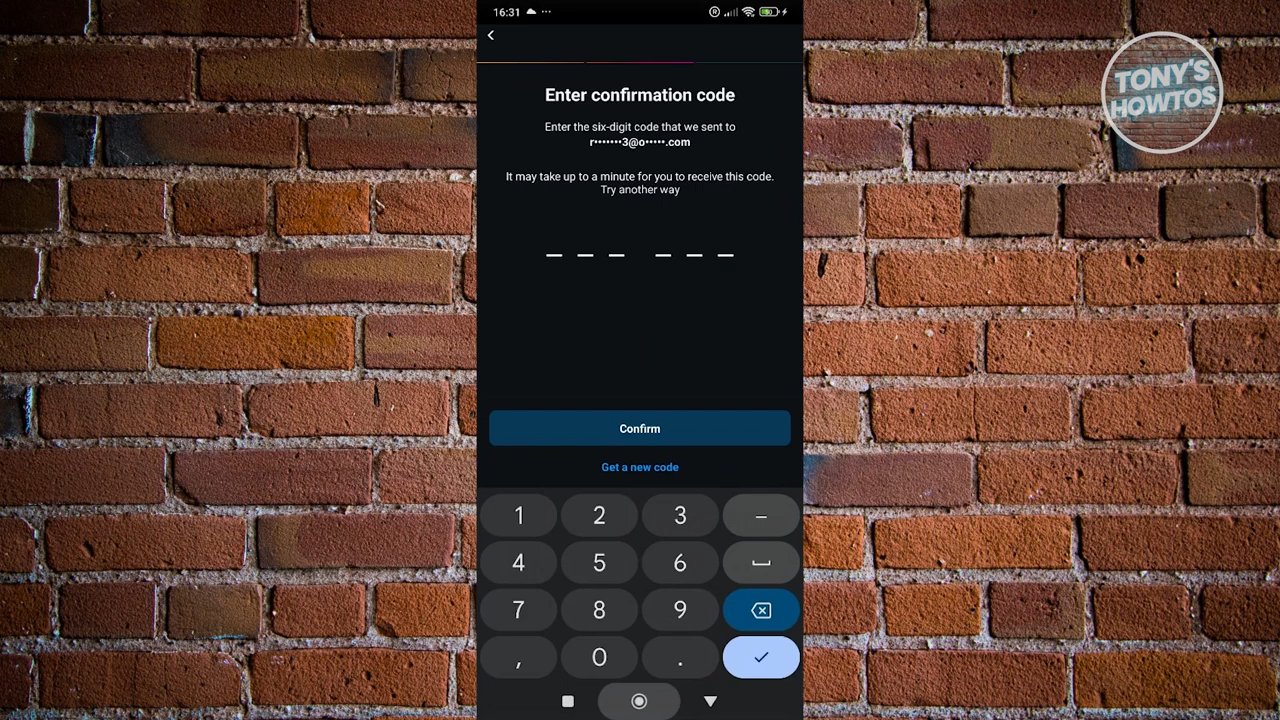 16:31
TONY'S
HOWTOS
Enter confirmation code
Enter the six-digit code that we sent to
r•••••••3@o•••••.com
It may take up to a minute for you to receive this code.
Try another way
Confirm
Get a new code
1 2 3 –
4 5 6
7 8 9
, 0 .